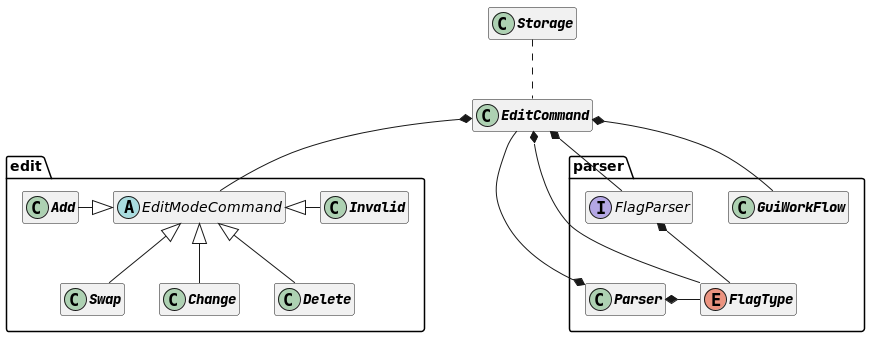 C Storage
C EditCommand
edit
parser
C Add
A EditModeCommand
C Invalid
I FlagParser
C GuiWorkFlow
C Swap
C Change
C Delete
C Parser
E FlagType